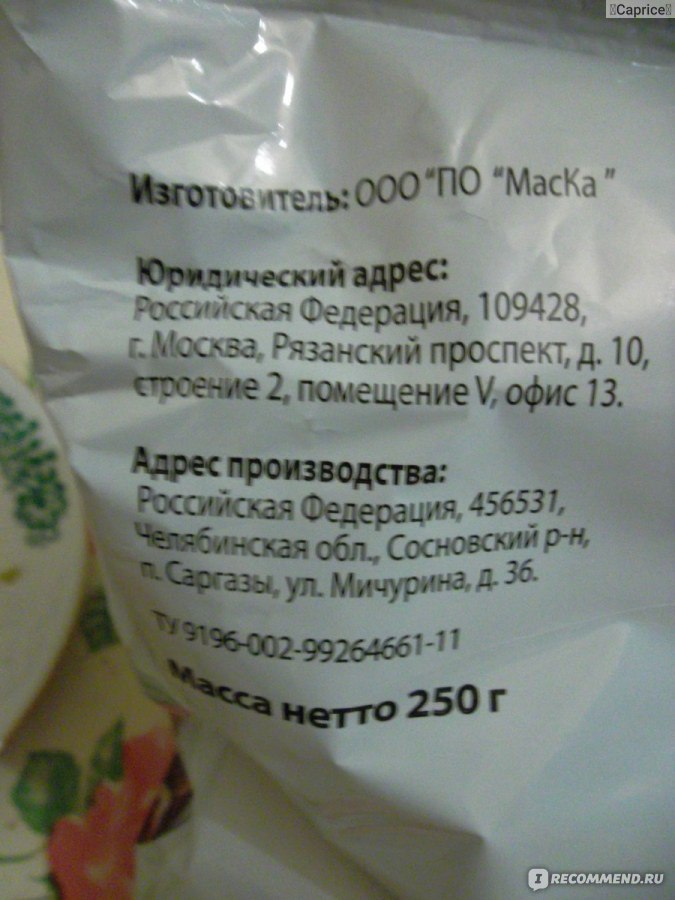 Caprice
Изготовитель: ООО "ПО "МасКа"
Юридический адрес:
Российская Федерация, 109428,
г. Москва, Рязанский проспект, д. 10,
строение 2, помещение V, офис 13.
Адрес производства:
Российская Федерация, 456531,
Челябинская обл., Сосновский р-н,
п. Саргазы, ул. Мичурина, д. 36.
ТУ 9196-002-99264661-11
Масса нетто 250 г
IRECOMMEND.RU